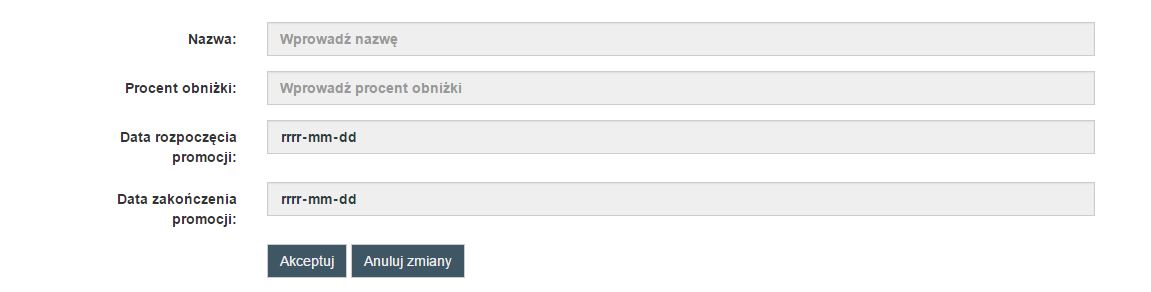 Nazwa: Wprowadź nazwę
Procent obniżki: Wprowadź procent obniżki
Data rozpoczęcia promocji: rrrr-mm-dd
Data zakończenia promocji: rrrr-mm-dd
Akceptuj Anuluj zmiany